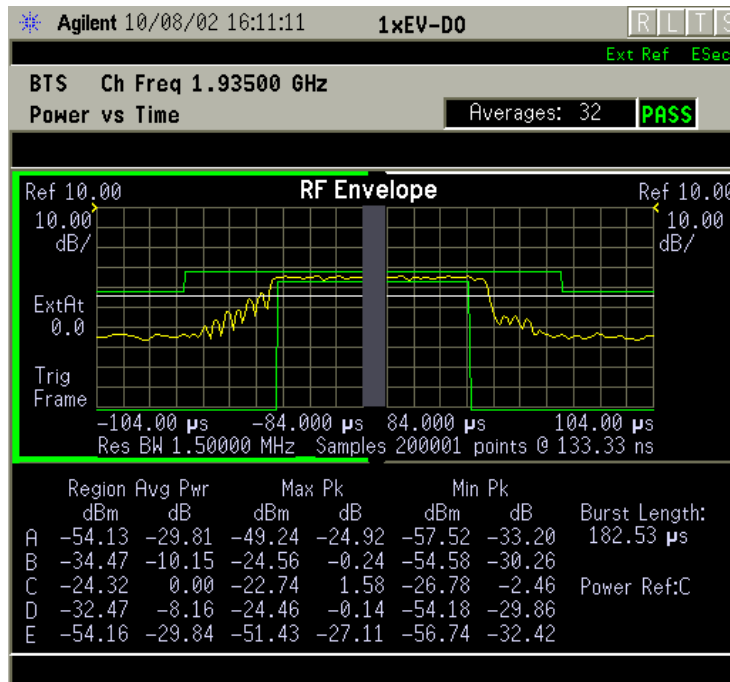 Agilent 10/08/02 16:11:11 1xEV-DO R L T S
Ext Ref ESec
BTS Ch Freq 1.93500 GHz
Power vs Time Averages: 32 PASS
RF Envelope
Ref 10.00 Ref 10.00
10.00 10.00
dB/ dB/
ExtAt
0.0
Trig
Frame
-104.00 µs -84.000 µs 84.000 µs 104.00 µs
Res BW 1.50000 MHz Samples 200001 points @ 133.33 ns
Region Avg Pwr Max Pk Min Pk
dBm dB dBm dB dBm dB Burst Length:
A -54.13 -29.81 -49.24 -24.92 -57.52 -33.20 182.53 µs
B -34.47 -10.15 -24.56 -0.24 -54.58 -30.26
C -24.32 0.00 -22.74 1.58 -26.78 -2.46 Power Ref:C
D -32.47 -8.16 -24.46 -0.14 -54.18 -29.86
E -54.16 -29.84 -51.43 -27.11 -56.74 -32.42